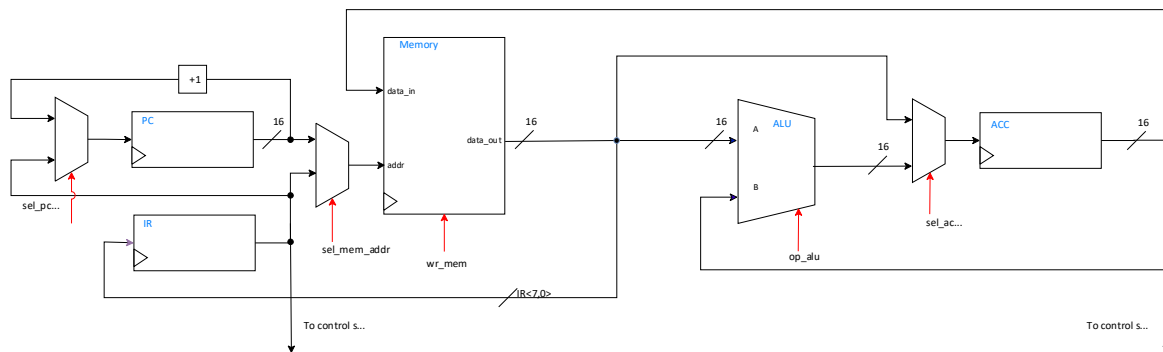 Memory
+1
data_in
PC
16
16
16
ALU
A
16
ACC
16
data_out
addr
B
sel_pc...
IR
sel_mem_addr
wr_mem
op_alu
sel_ac...
IR<7,0>
To control s...
To control s...